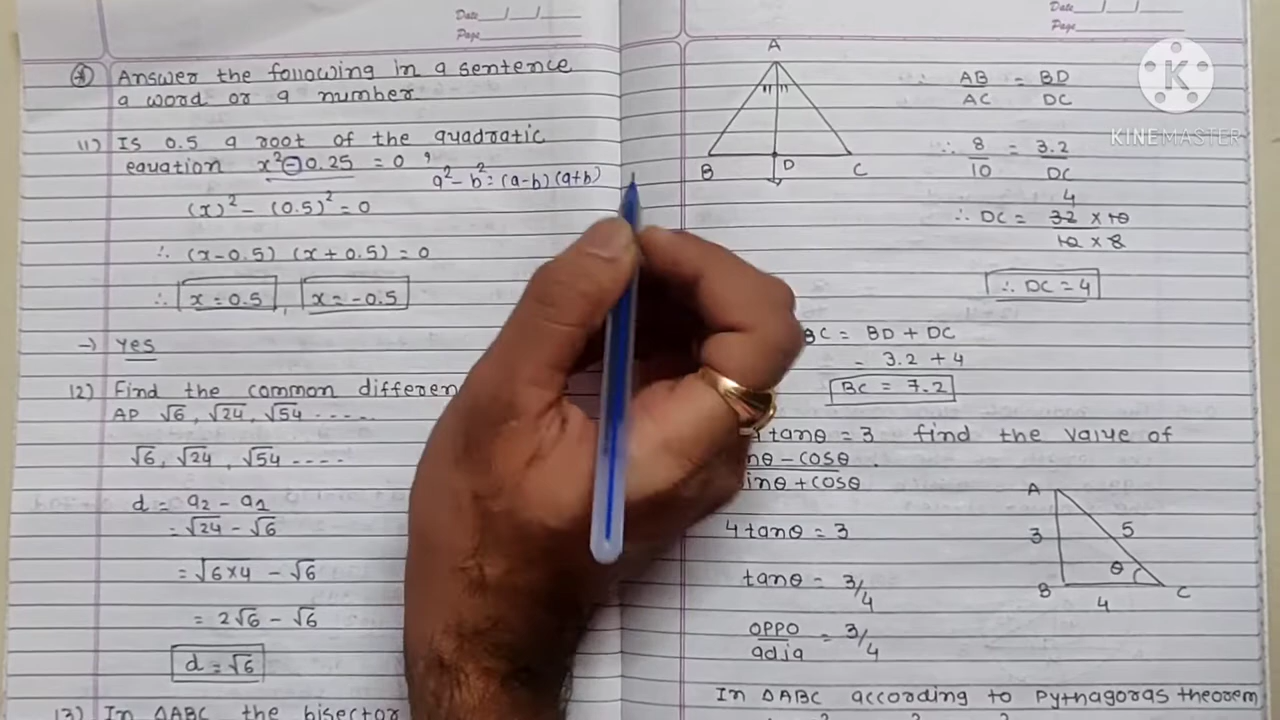 Date / /
Page
* Answer the following in a sentence
a word or a number
11) Is 0.5 a root of the quadratic
equation x² - 0.25 = 0 ,
a² - b² = (a-b) (a+b)
(x)² - (0.5)² = 0
∴ (x-0.5) (x + 0.5) = 0
∴ x = 0.5 , x = -0.5
→ yes
12) Find the common differen
AP √6, √24, √54 .....
√6, √24, √54 ....
d = a₂ - a₁
= √24 - √6
= √6×4 - √6
= 2√6 - √6
d = √6
13) In △ABC the bisector
Date / /
Page
A
B D C
∴ AB/AC = BD/DC
∴ 8/10 = 3.2/DC
4
∴ DC = 32 × 10 / 10 × 8
∴ DC = 4
BC = BD + DC
= 3.2 + 4
BC = 7.2
tanθ = 3 find the value of
nθ - cosθ
inθ + cosθ .
4tanθ = 3
tanθ = 3/4
oppo/adja = 3/4
A
3 5
θ
B 4 C
In △ABC according to Pythagoras theorem
K
KINEMASTER